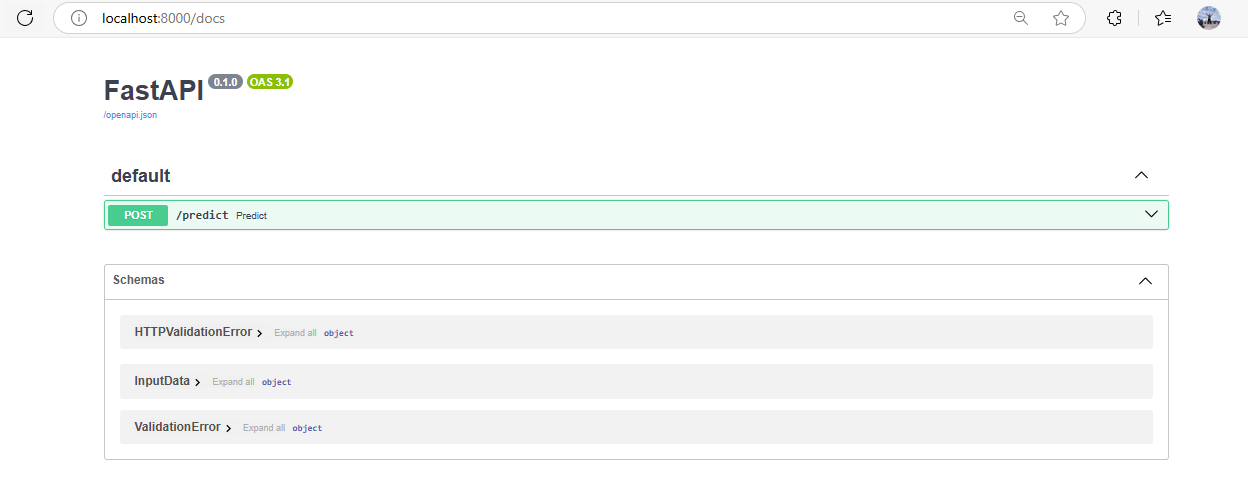 localhost:8000/docs
FastAPI 0.1.0 OAS 3.1
/openapi.json
default
POST /predict Predict
Schemas
HTTPValidationError Expand all object
InputData Expand all object
ValidationError Expand all object